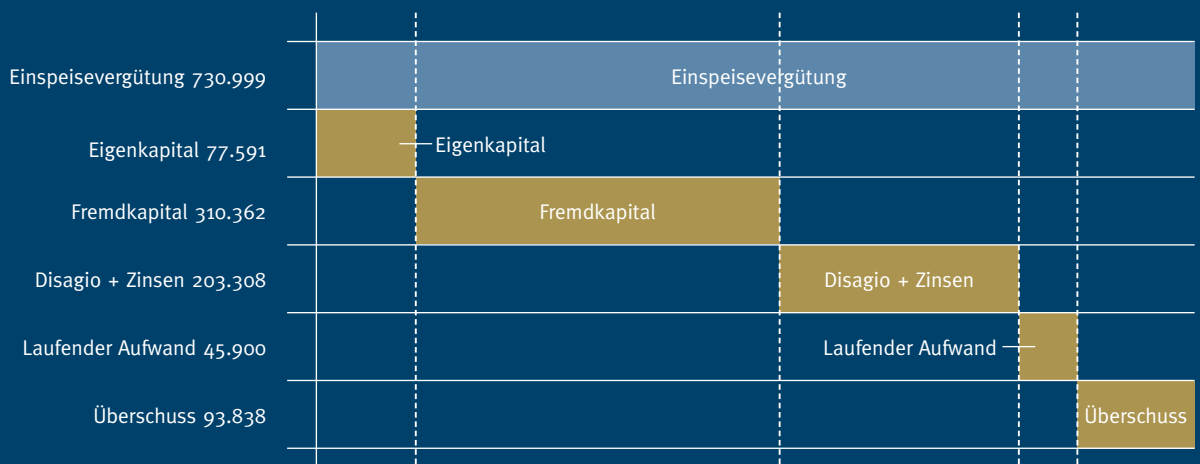 Einspeisevergütung 730.999
Einspeisevergütung
Eigenkapital 77.591
Eigenkapital
Fremdkapital 310.362
Fremdkapital
Disagio + Zinsen 203.308
Disagio + Zinsen
Laufender Aufwand 45.900
Laufender Aufwand
Überschuss 93.838
Überschuss